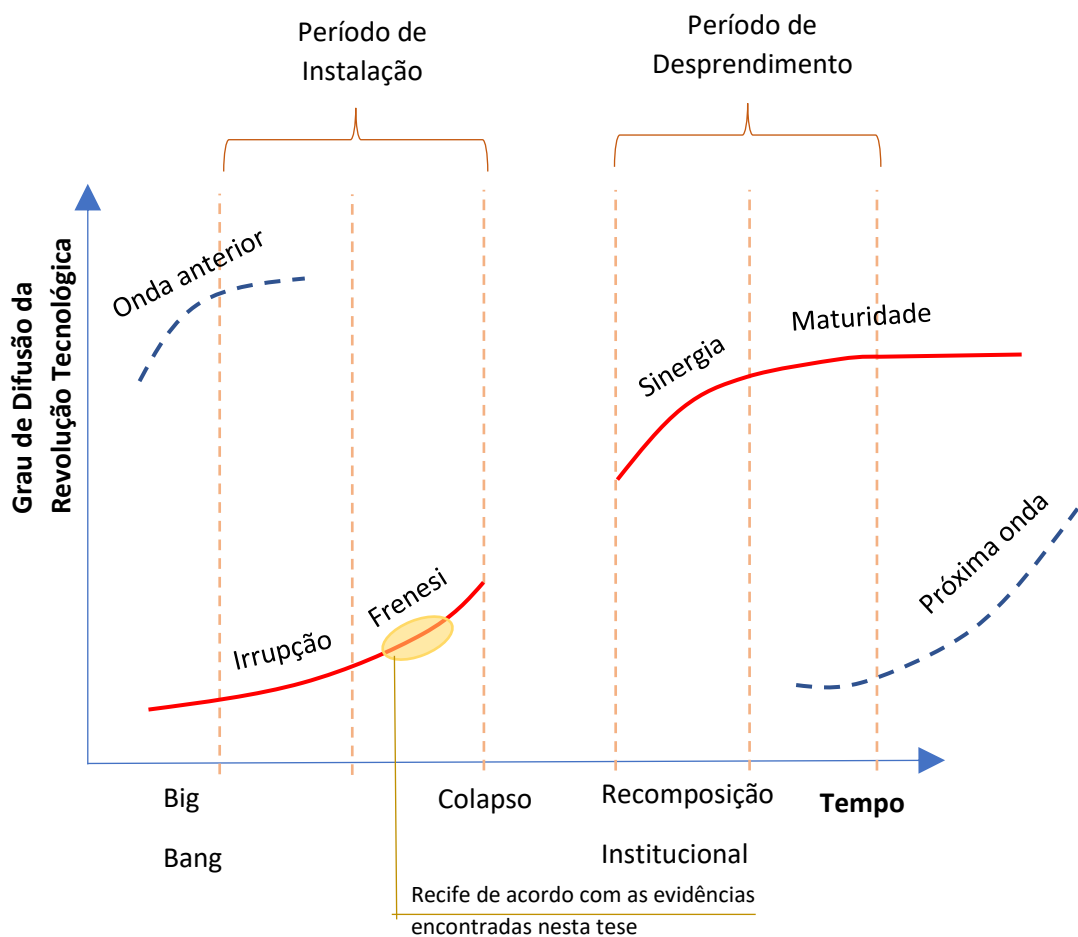 Período de
Instalação
Período de
Desprendimento
Grau de Difusão da
Revolução Tecnológica
Onda anterior
Irrupção
Frenesi
Sinergia
Maturidade
Próxima onda
Big
Bang
Colapso
Recomposição
Institucional
Tempo
Recife de acordo com as evidências
encontradas nesta tese